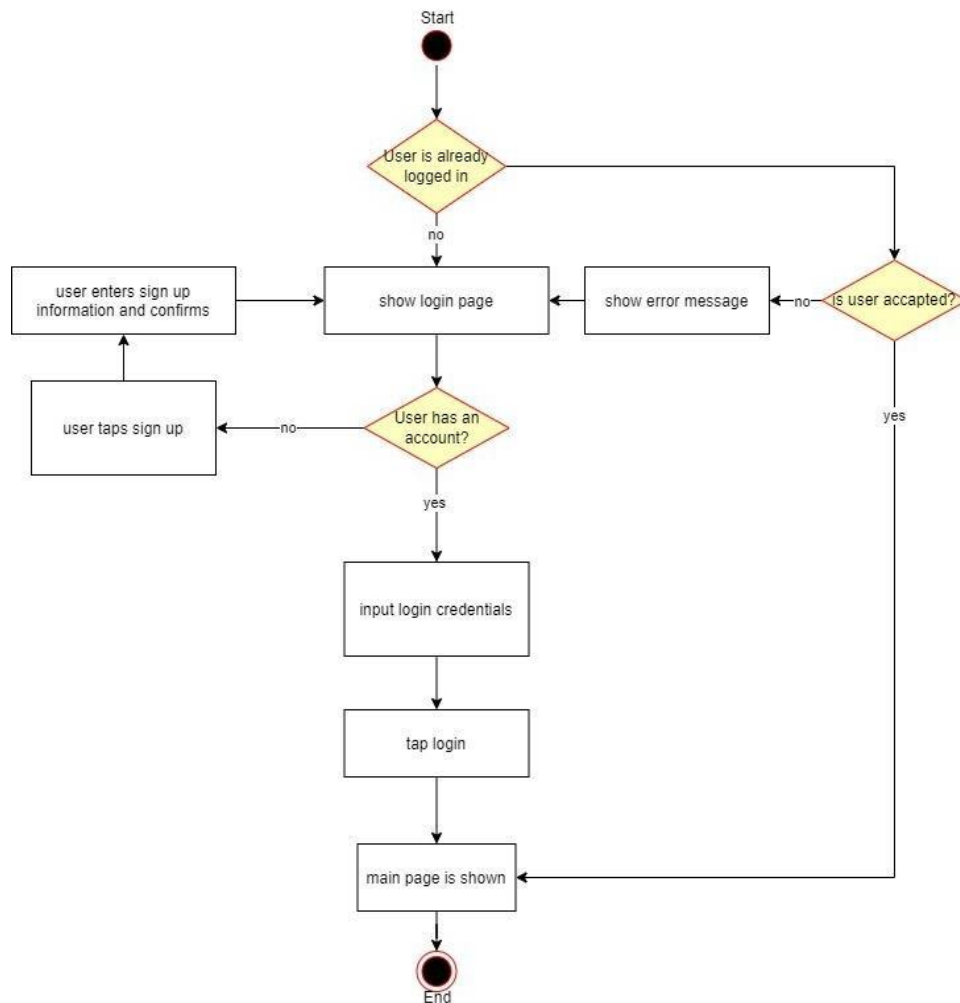 Start
User is already
logged in
no
user enters sign up
information and confirms
show login page
show error message
no
is user accapted?
user taps sign up
no
User has an
account?
yes
yes
input login credentials
tap login
main page is shown
End